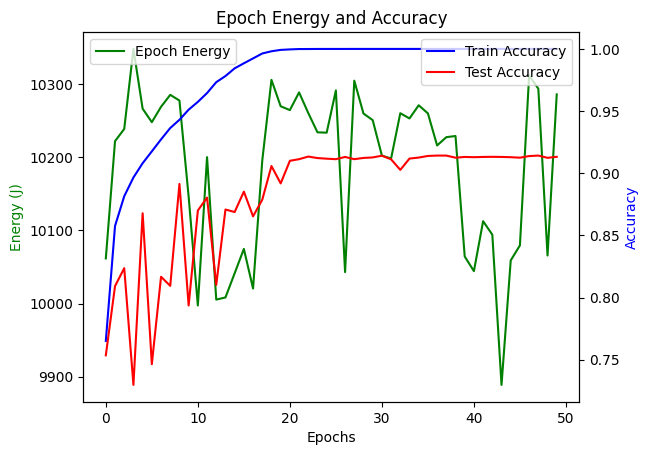 Epoch Energy and Accuracy
Epoch Energy
Train Accuracy
Test Accuracy
10300
10200
10100
10000
9900
Energy (J)
1.00
0.95
0.90
0.85
0.80
0.75
Accuracy
0 10 20 30 40 50
Epochs